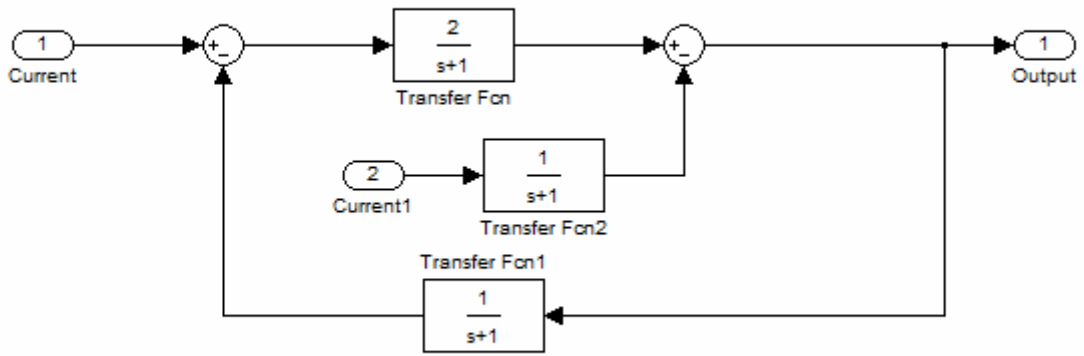 1
Current
+
-
2
s+1
Transfer Fcn
+
-
1
Output
2
Current1
1
s+1
Transfer Fcn2
Transfer Fcn1
1
s+1